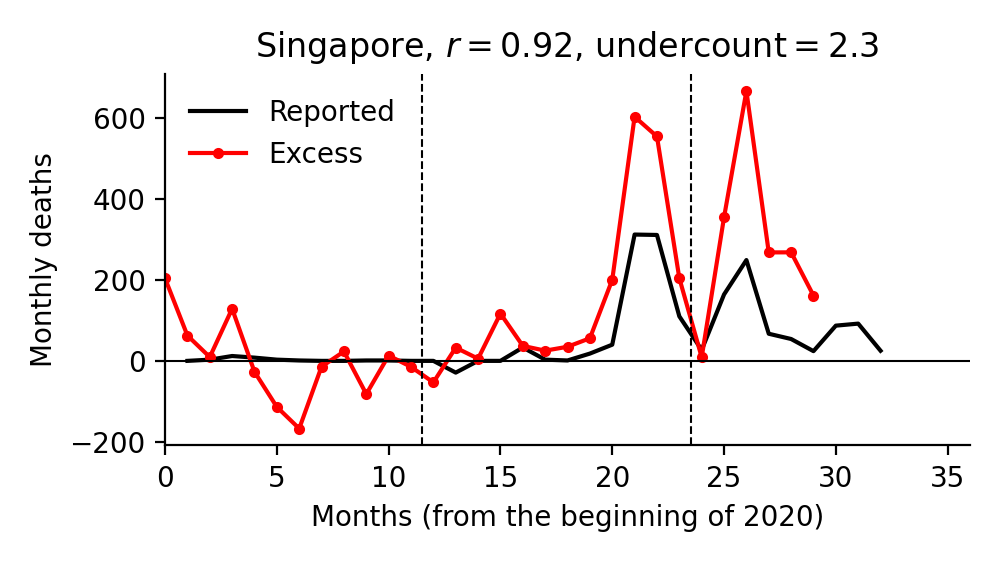 Singapore, r = 0.92, undercount = 2.3
Reported
Excess
Monthly deaths
600
400
200
0
−200
0 5 10 15 20 25 30 35
Months (from the beginning of 2020)